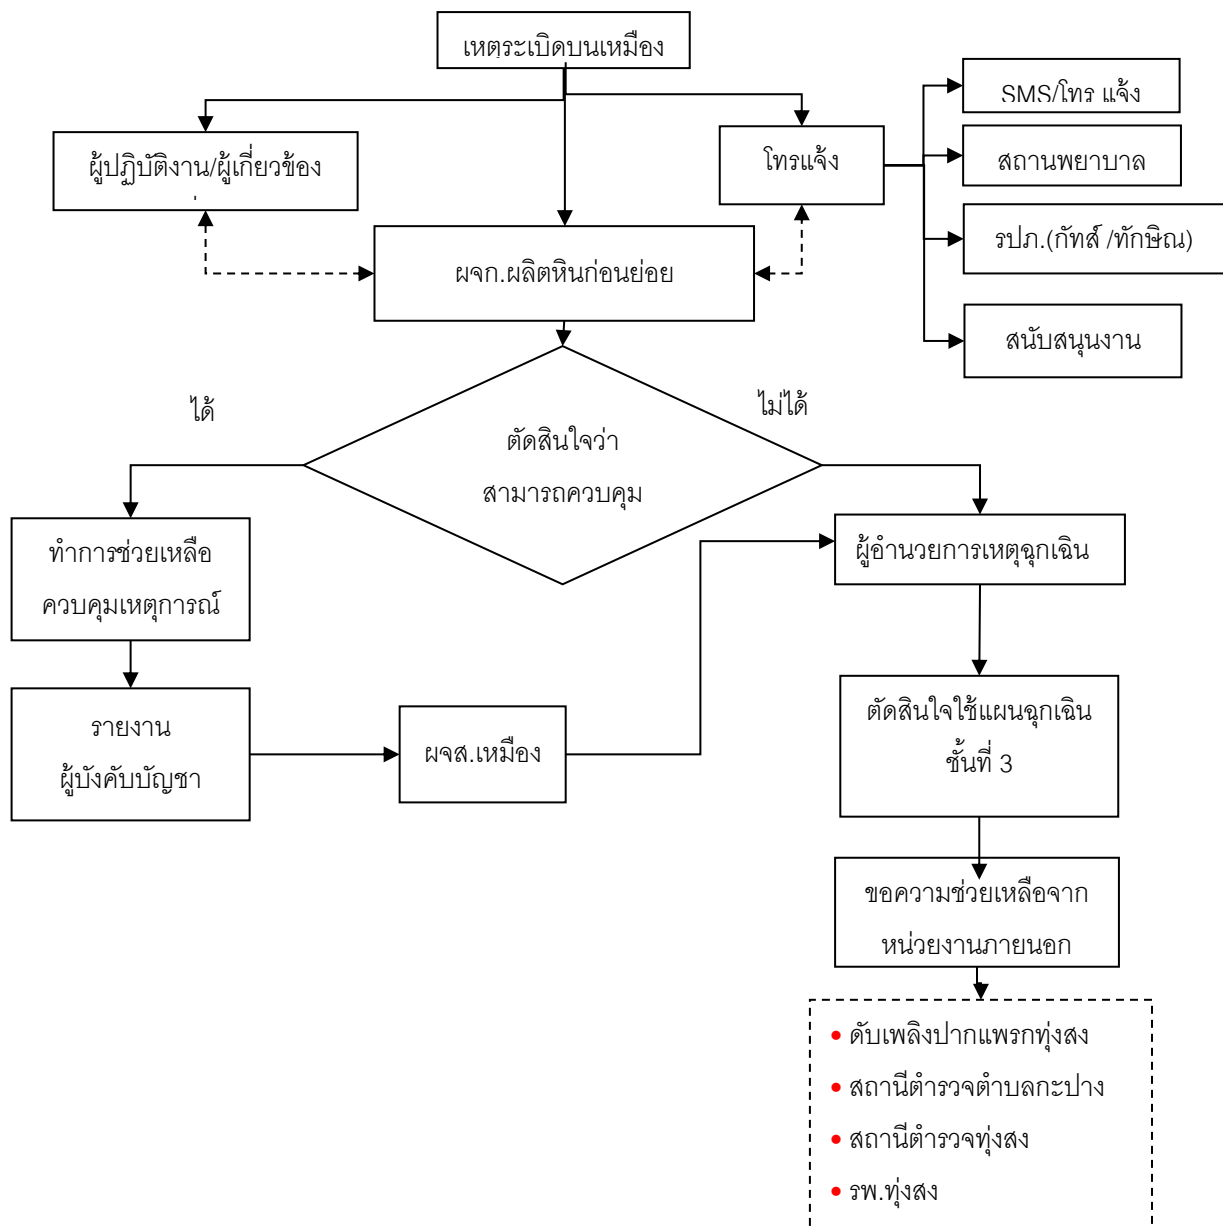 เหตุระเบิดบนเหมือง
SMS/โทร แจ้ง
ผู้ปฏิบัติงาน/ผู้เกี่ยวข้อง
โทรแจ้ง
สถานพยาบาล
รปภ.(กัทส์ /ทักษิณ)
ผจก.ผลิตหินก่อนย่อย
สนับสนุนงาน
ได้
ไม่ได้
ตัดสินใจว่า
สามารถควบคุม
ทำการช่วยเหลือ
ควบคุมเหตุการณ์
ผู้อำนวยการเหตุฉุกเฉิน
รายงาน
ผู้บังคับบัญชา
ผจส.เหมือง
ตัดสินใจใช้แผนฉุกเฉิน
ชั้นที่ 3
ขอความช่วยเหลือจาก
หน่วยงานภายนอก
• ดับเพลิงปากแพรกทุ่งสง
• สถานีตำรวจตำบลกะปาง
• สถานีตำรวจทุ่งสง
• รพ.ทุ่งสง